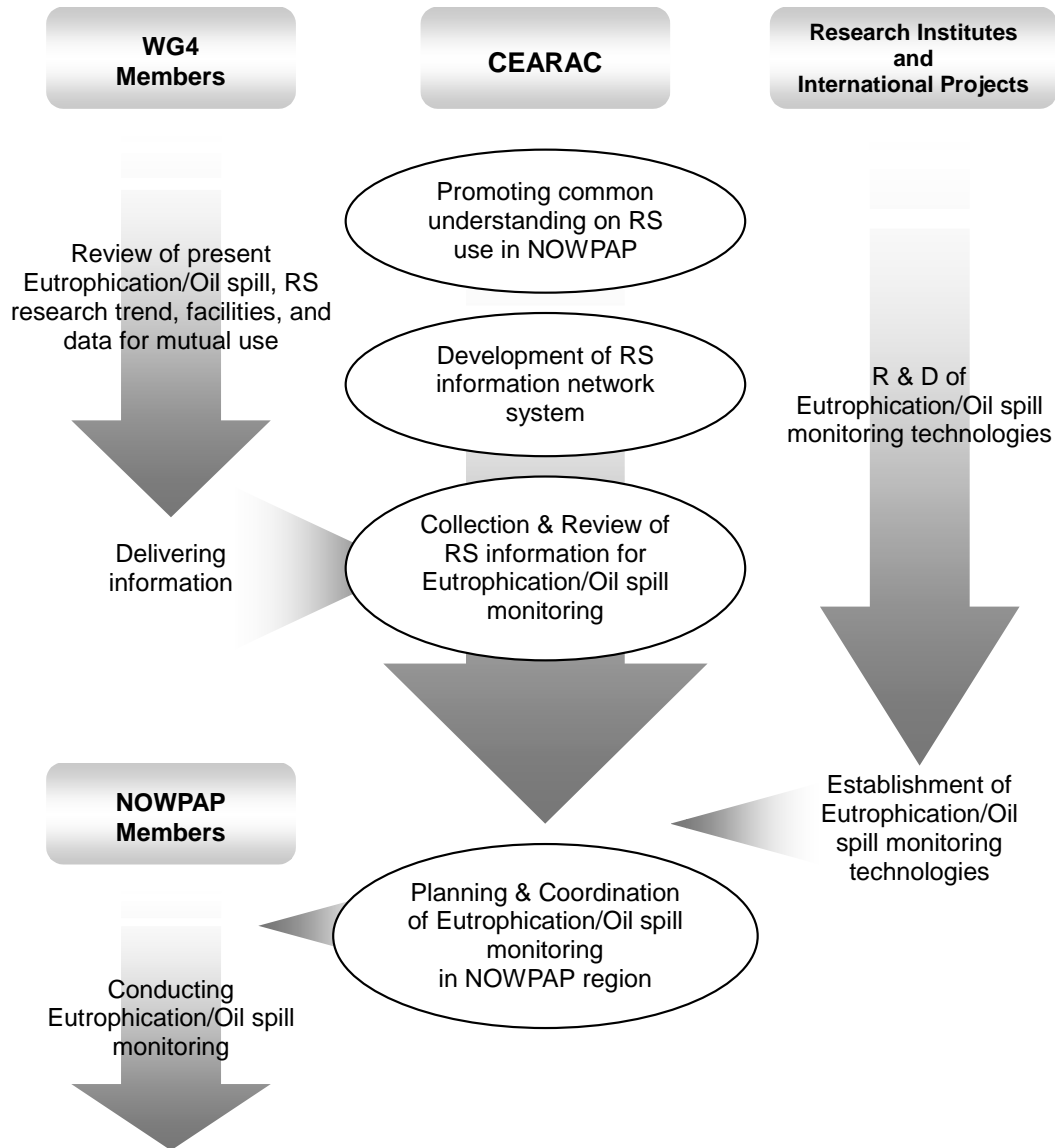 WG4
Members
CEARAC
Research Institutes
and
International Projects
Promoting common
understanding on RS
use in NOWPAP
Review of present
Eutrophication/Oil spill, RS
research trend, facilities, and
data for mutual use
Development of RS
information network
system
R & D of
Eutrophication/Oil spill
monitoring technologies
Delivering
information
Collection & Review of
RS information for
Eutrophication/Oil spill
monitoring
NOWPAP
Members
Establishment of
Eutrophication/Oil
spill monitoring
technologies
Planning & Coordination
of Eutrophication/Oil spill
monitoring
in NOWPAP region
Conducting
Eutrophication/Oil spill
monitoring